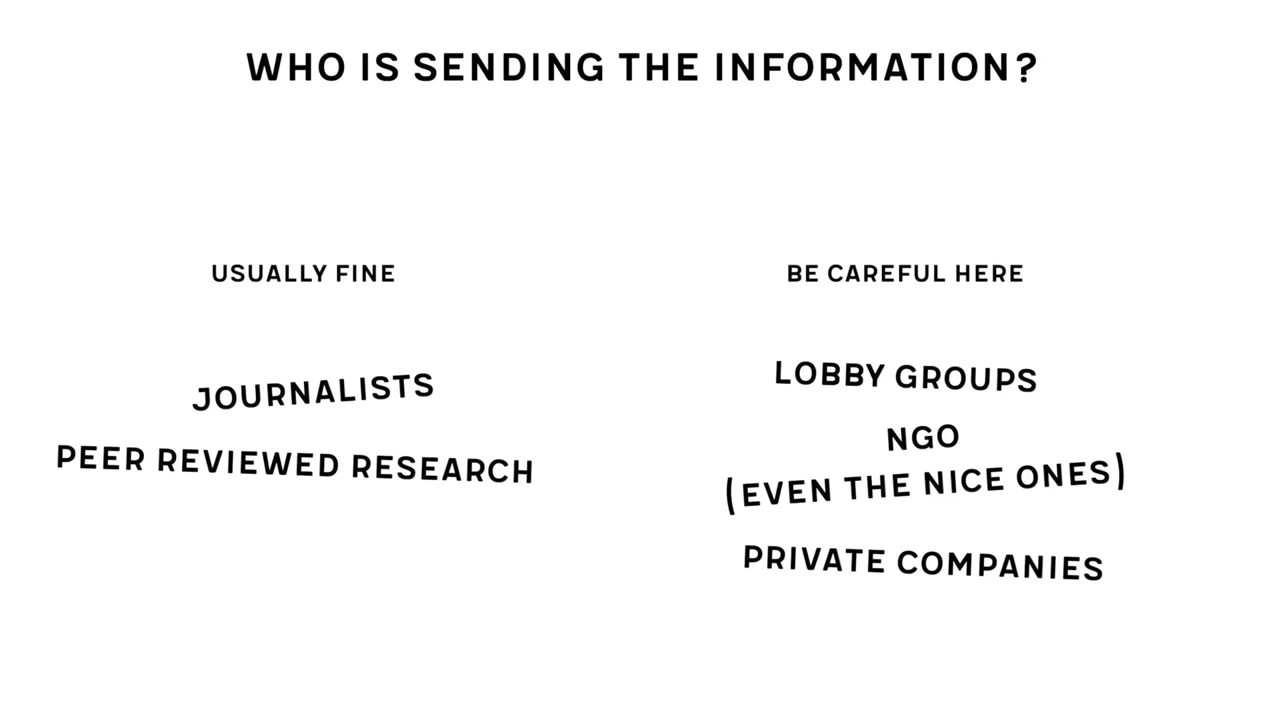 WHO IS SENDING THE INFORMATION?
USUALLY FINE
JOURNALISTS
PEER REVIEWED RESEARCH
BE CAREFUL HERE
LOBBY GROUPS
NGO
(EVEN THE NICE ONES)
PRIVATE COMPANIES